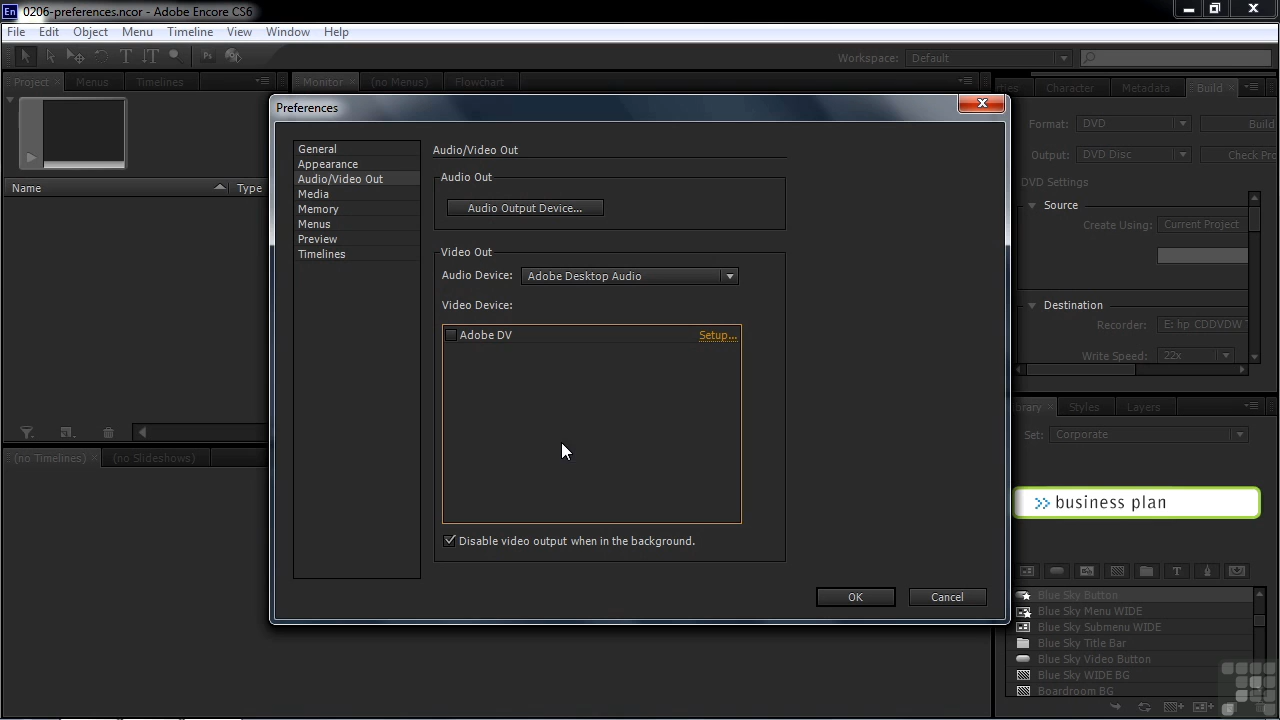 En 0206-preferences.ncor - Adobe Encore CS6
File Edit Object Menu Timeline View Window Help
T T Ps
Workspace: Default
Project Menus Timelines
Monitor (no Menus) Flowchart
rties Character Metadata Build
Name Type
Preferences
General
Appearance
Audio/Video Out
Media
Memory
Menus
Preview
Timelines
Audio/Video Out
Audio Out
Audio Output Device...
Video Out
Audio Device: Adobe Desktop Audio
Video Device:
Adobe DV Setup...
Disable video output when in the background.
OK Cancel
Format: DVD Build
Output: DVD Disc Check Pro
DVD Settings
Source
Create Using: Current Project
Destination
Recorder: E: hp CDDVDW
Write Speed: 22x
(no Timelines) (no Slideshows)
rary Styles Layers
Set: Corporate
>> business plan
T
Blue Sky Button
Blue Sky Menu WIDE
Blue Sky Submenu WIDE
Blue Sky Title Bar
Blue Sky Video Button
Blue Sky WIDE BG
Boardroom BG